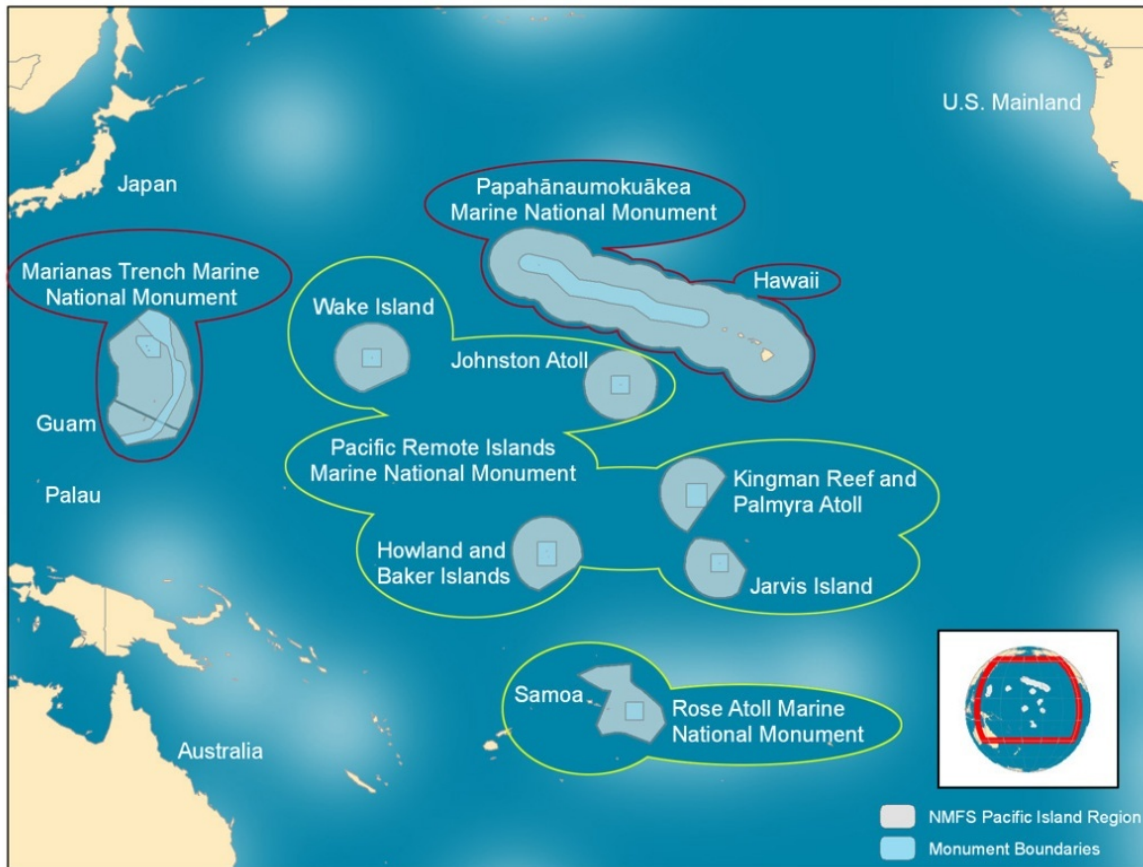 U.S. Mainland
Japan
Papahānaumokuākea
Marine National Monument
Marianas Trench Marine
National Monument
Hawaii
Wake Island
Johnston Atoll
Guam
Pacific Remote Islands
Marine National Monument
Palau
Kingman Reef and
Palmyra Atoll
Howland and
Baker Islands
Jarvis Island
Samoa
Rose Atoll Marine
National Monument
Australia
NMFS Pacific Island Region
Monument Boundaries